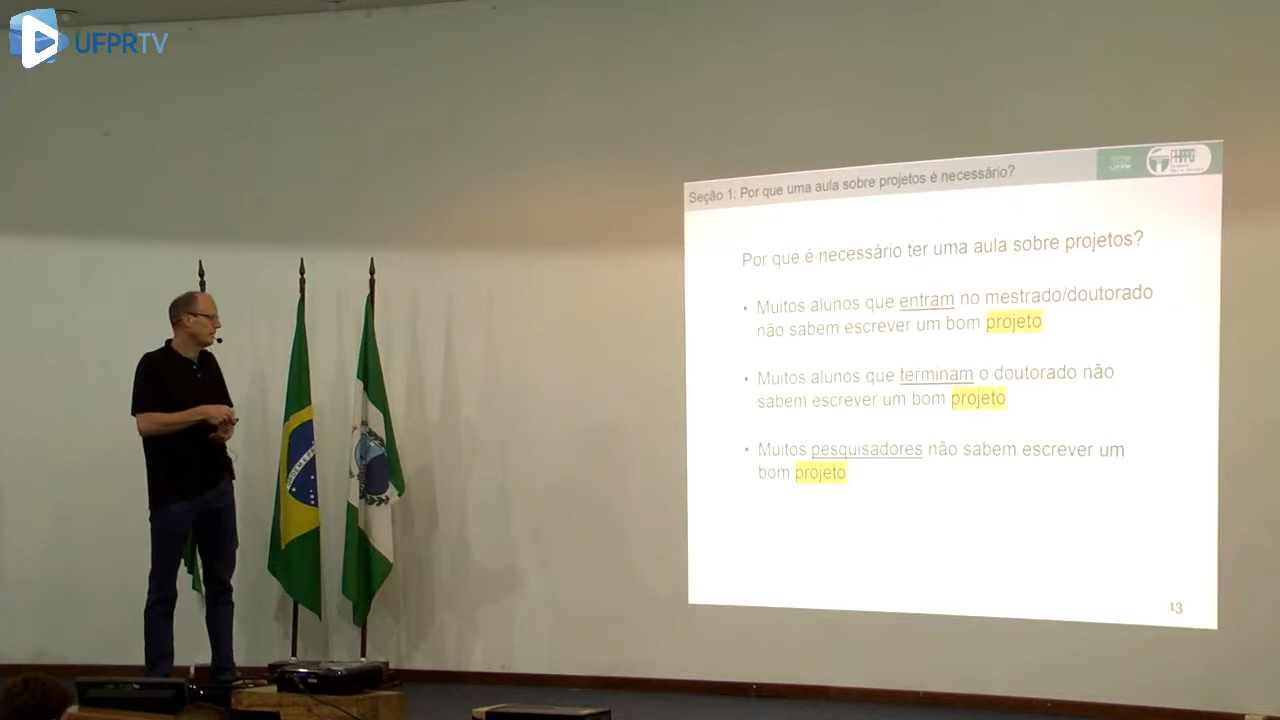 UFPRTV
Seção 1: Por que uma aula sobre projetos é necessário?
UFPR
Por que é necessário ter uma aula sobre projetos?
• Muitos alunos que entram no mestrado/doutorado
não sabem escrever um bom projeto
• Muitos alunos que terminam o doutorado não
sabem escrever um bom projeto
• Muitos pesquisadores não sabem escrever um
bom projeto
13